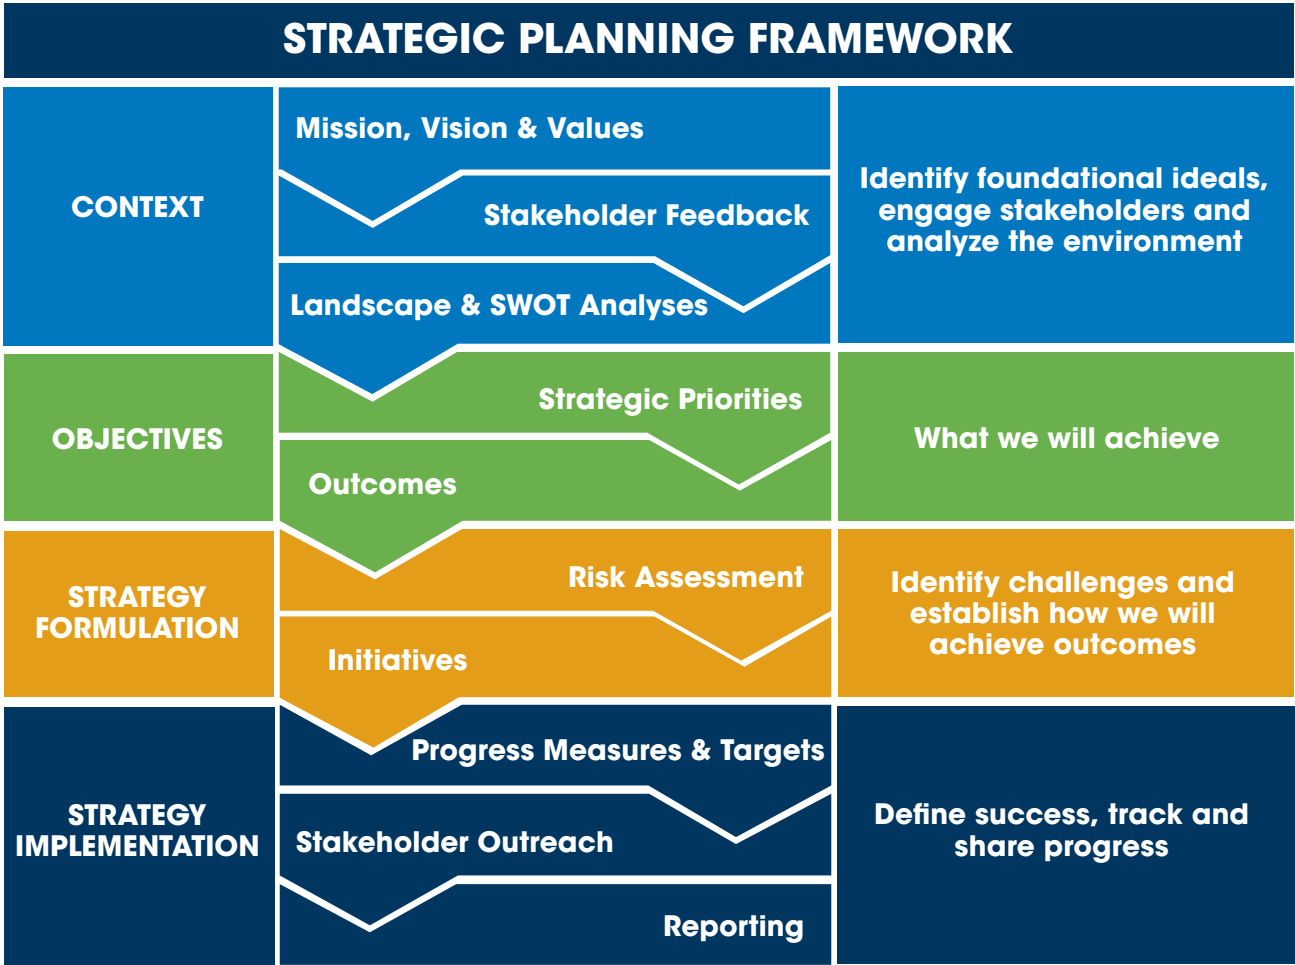 STRATEGIC PLANNING FRAMEWORK
CONTEXT
Mission, Vision & Values
Stakeholder Feedback
Landscape & SWOT Analyses
Identify foundational ideals,
engage stakeholders and
analyze the environment
OBJECTIVES
Strategic Priorities
Outcomes
What we will achieve
STRATEGY
FORMULATION
Risk Assessment
Initiatives
Identify challenges and
establish how we will
achieve outcomes
STRATEGY
IMPLEMENTATION
Progress Measures & Targets
Stakeholder Outreach
Reporting
Define success, track and
share progress